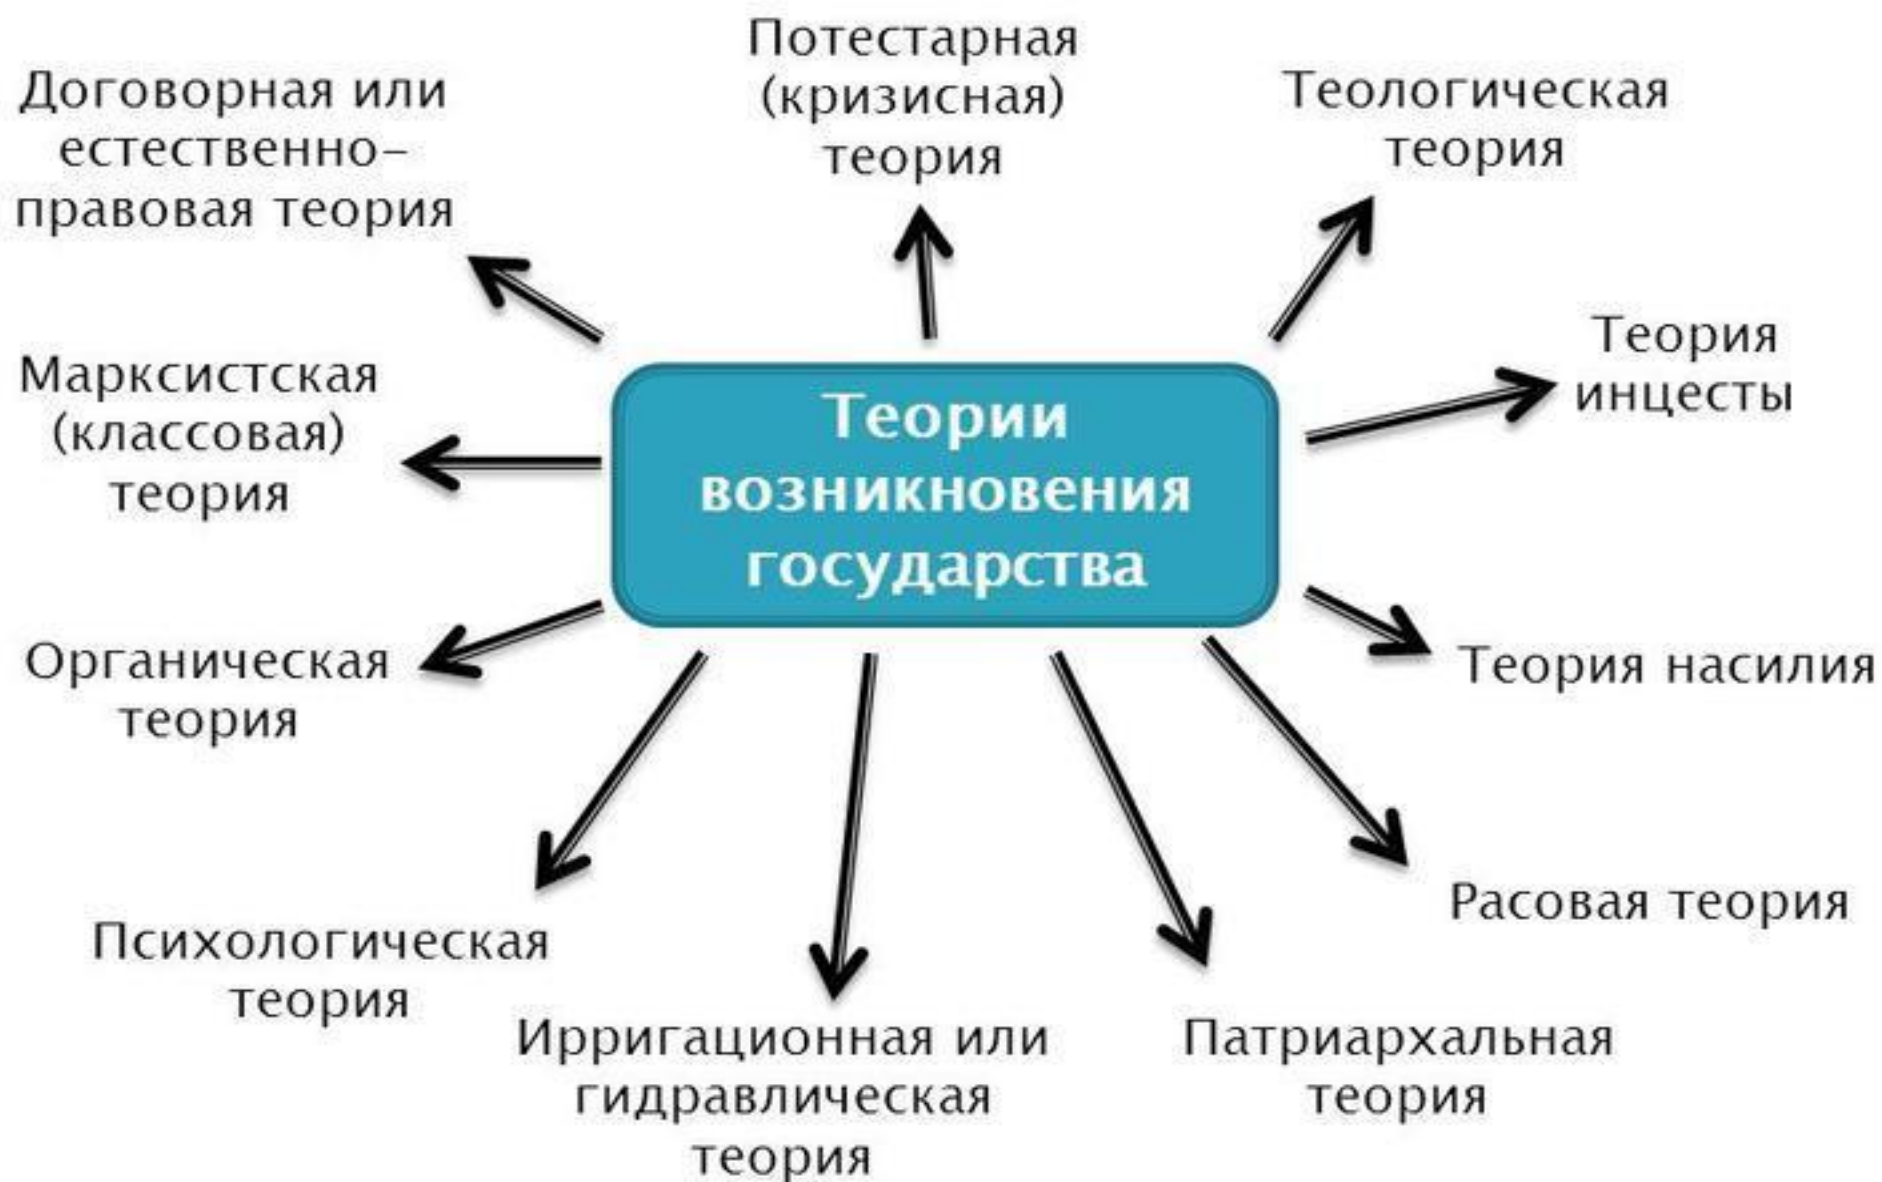 Договорная или
естественно-
правовая теория
Потестарная
(кризисная)
теория
Теологическая
теория
Марксистская
(классовая)
теория
Теории
возникновения
государства
Теория
инцесты
Органическая
теория
Теория насилия
Психологическая
теория
Ирригационная или
гидравлическая
теория
Патриархальная
теория
Расовая теория